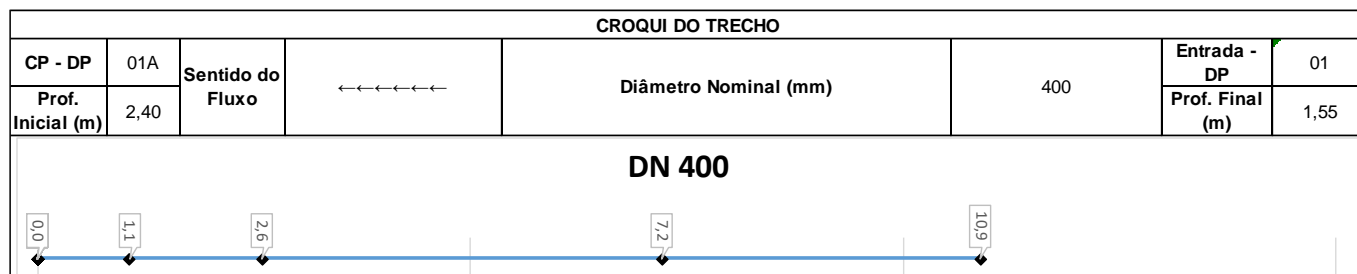 CROQUI DO TRECHO
CP - DP
01A
Sentido do
Fluxo
←←←←←←
Diâmetro Nominal (mm)
400
Entrada -
DP
01
Prof.
Inicial (m)
2,40
Prof. Final
(m)
1,55
DN 400
0,0
1,1
2,6
7,2
10,9